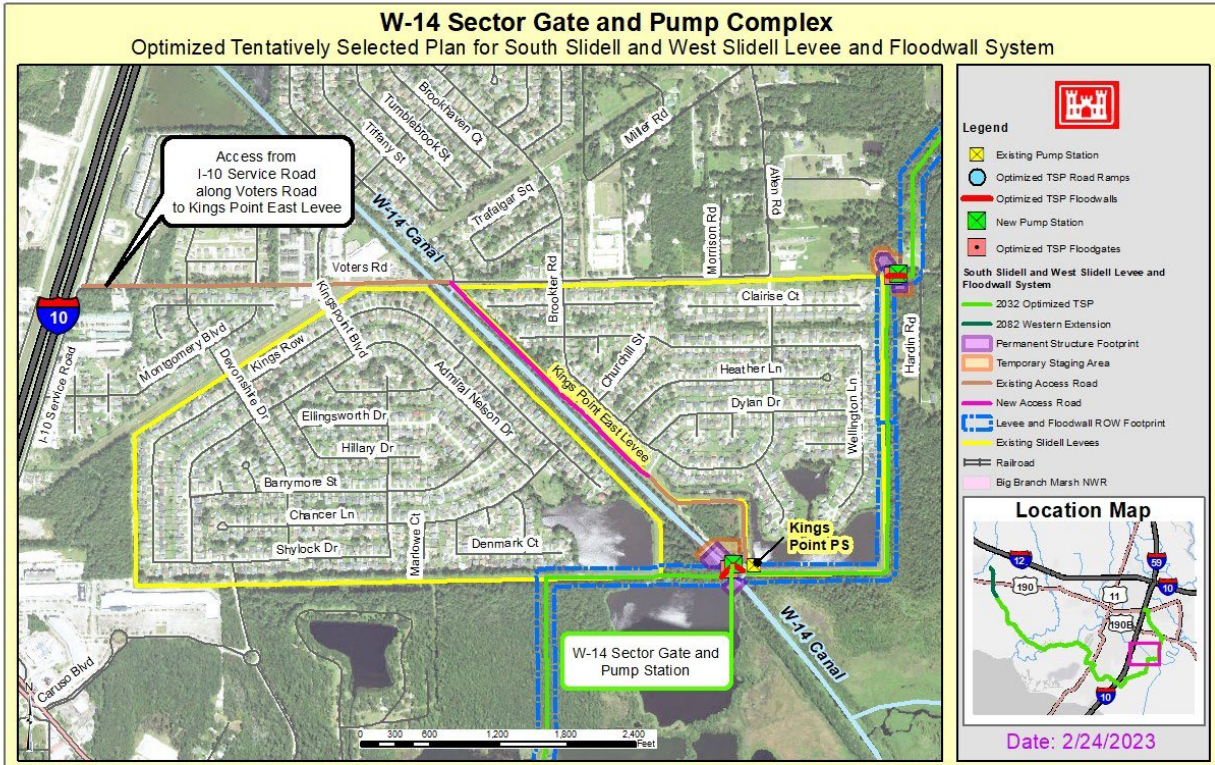 W-14 Sector Gate and Pump Complex
Optimized Tentatively Selected Plan for South Slidell and West Slidell Levee and Floodwall System
Access from
I-10 Service Road
along Voters Road
to Kings Point East Levee
10
I-10 Service Road
Brookhaven Ct
Tumblebrook St
Tiffany St
Trafalgar Sq
Miller Rd
Allen Rd
Morrison Rd
W-14 Canal
Voters Rd
Brookter Rd
Clairise Ct
Hardin Rd
Montgomery Blvd
Kings Row
Kingspoint Blvd
Devonshire Dr
Admiral Nelson Dr
Churchill St
Heather Ln
Dylan Dr
Wellington Ln
Kings Point East Levee
Ellingsworth Dr
Hillary Dr
Barrymore St
Chancer Ln
Shylock Dr
Marlowe Ct
Denmark Ct
Kings
Point PS
W-14 Canal
W-14 Sector Gate and
Pump Station
Caruso Blvd
0 300 600 1,200 1,800 2,400
Feet
Legend
Existing Pump Station
Optimized TSP Road Ramps
Optimized TSP Floodwalls
New Pump Station
Optimized TSP Floodgates
South Slidell and West Slidell Levee and
Floodwall System
2032 Optimized TSP
2082 Western Extension
Permanent Structure Footprint
Temporary Staging Area
Existing Access Road
New Access Road
Levee and Floodwall ROW Footprint
Existing Slidell Levees
Railroad
Big Branch Marsh NWR
Location Map
12
59
190
11
10
190B
10
Date: 2/24/2023